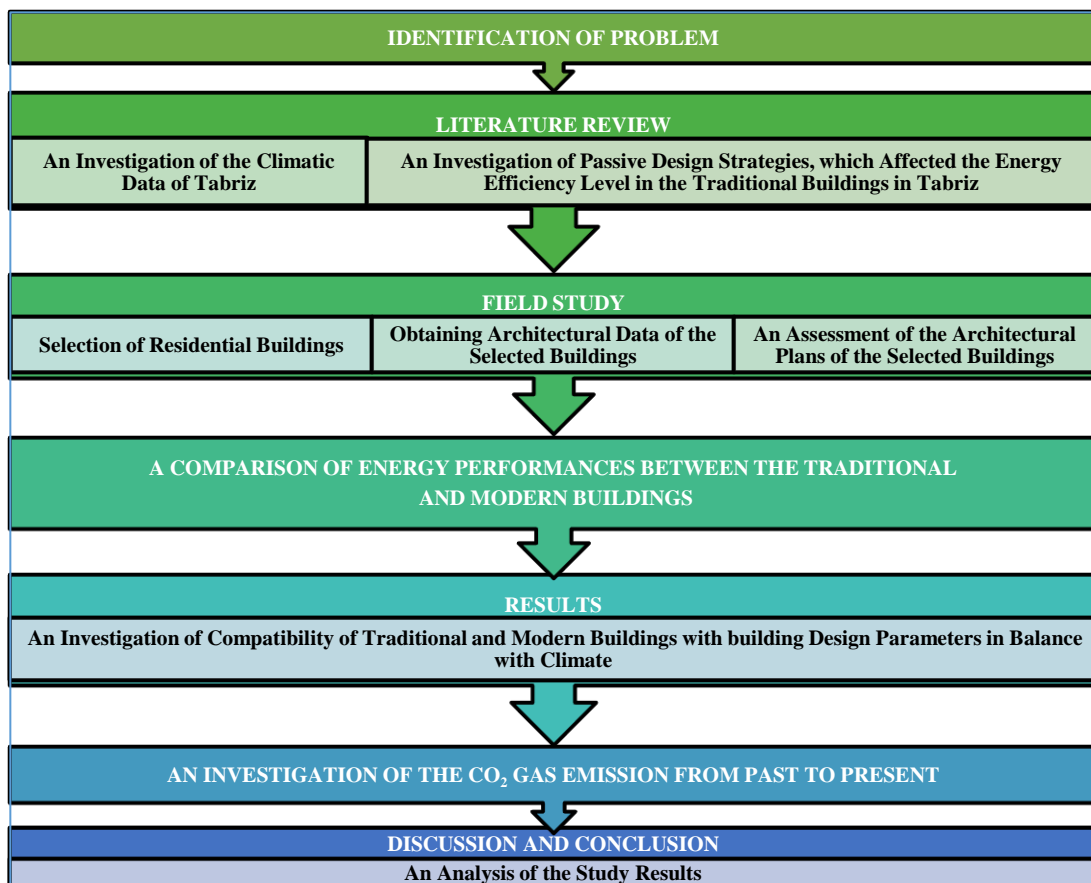 IDENTIFICATION OF PROBLEM
LITERATURE REVIEW
An Investigation of the Climatic
Data of Tabriz
An Investigation of Passive Design Strategies, which Affected the Energy
Efficiency Level in the Traditional Buildings in Tabriz
FIELD STUDY
Selection of Residential Buildings
Obtaining Architectural Data of the
Selected Buildings
An Assessment of the Architectural
Plans of the Selected Buildings
A COMPARISON OF ENERGY PERFORMANCES BETWEEN THE TRADITIONAL
AND MODERN BUILDINGS
RESULTS
An Investigation of Compatibility of Traditional and Modern Buildings with building Design Parameters in Balance
with Climate
AN INVESTIGATION OF THE CO₂ GAS EMISSION FROM PAST TO PRESENT
DISCUSSION AND CONCLUSION
An Analysis of the Study Results